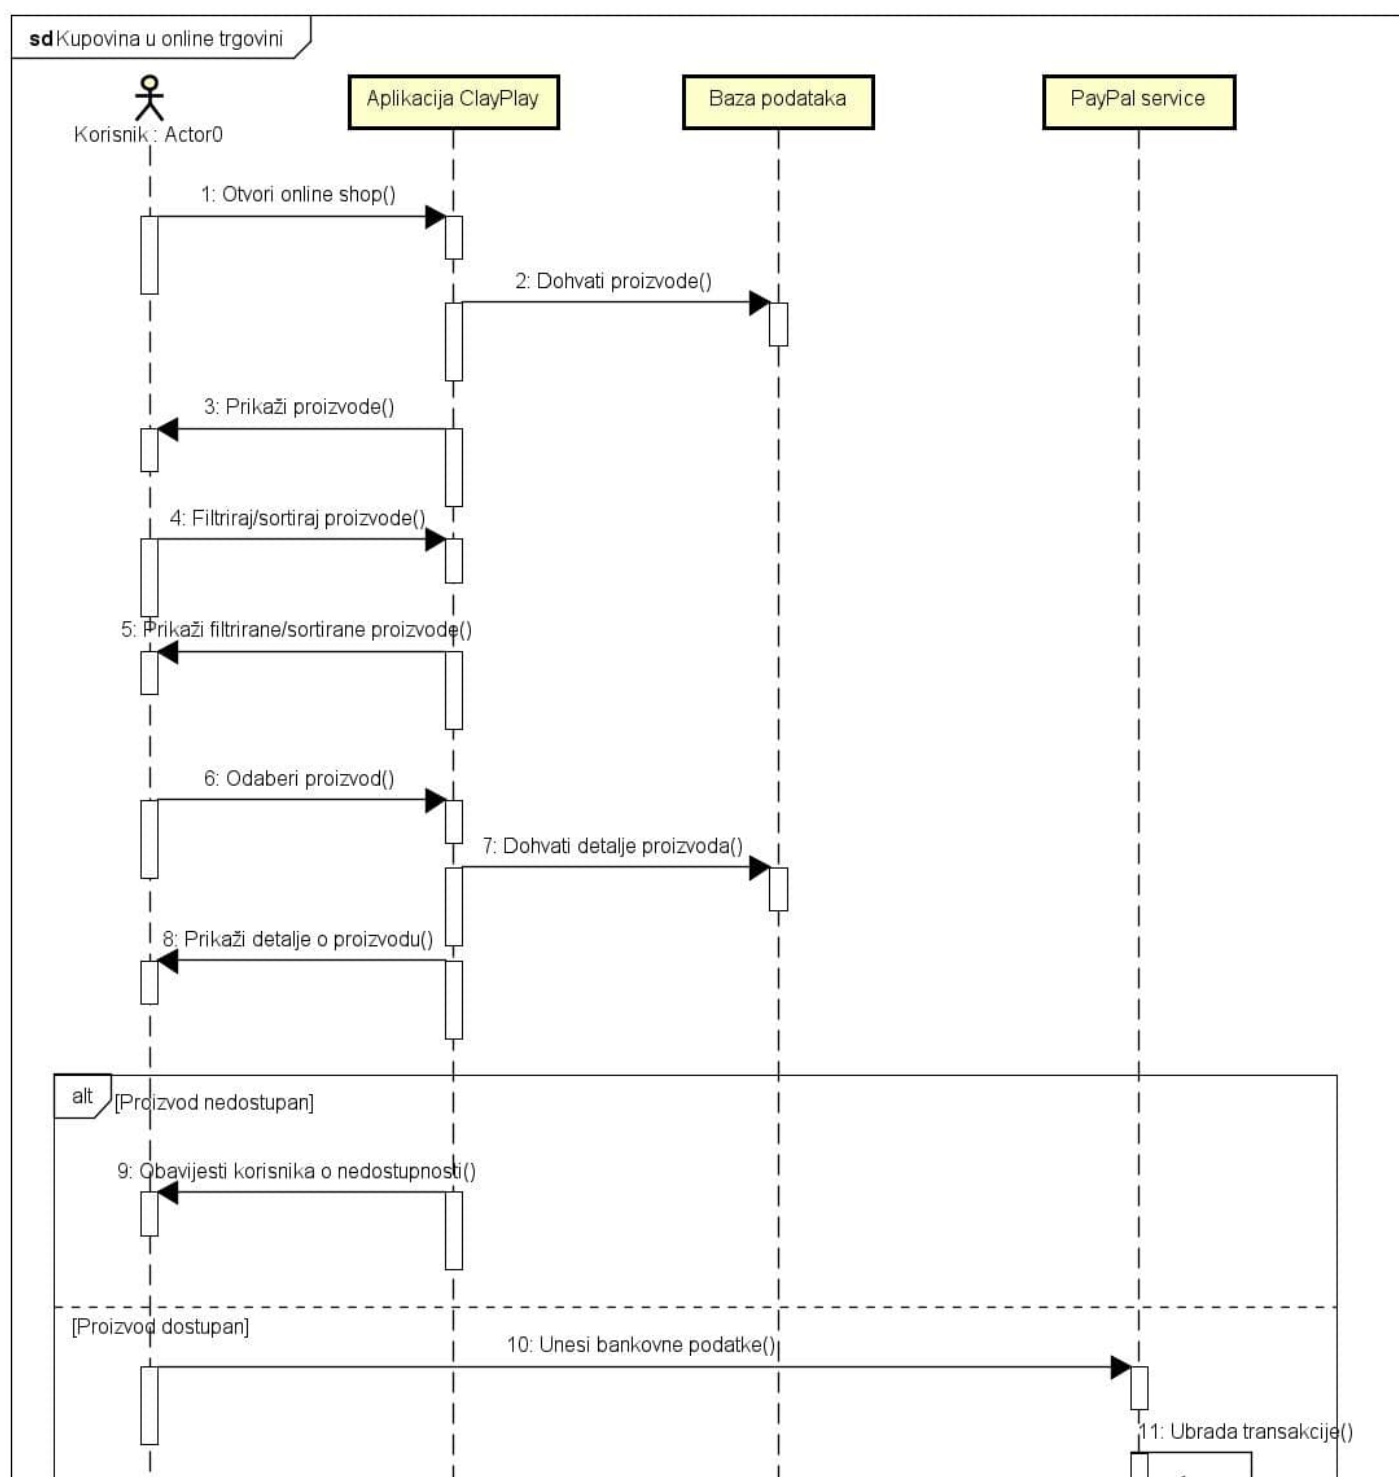 sd Kupovina u online trgovini
Korisnik : Actor0
Aplikacija ClayPlay
Baza podataka
PayPal service
1: Otvori online shop()
2: Dohvati proizvode()
3: Prikaži proizvode()
4: Filtriraj/sortiraj proizvode()
5: Prikaži filtrirane/sortirane proizvode()
6: Odaberi proizvod()
7: Dohvati detalje proizvoda()
8: Prikaži detalje o proizvodu()
alt
[Proizvod nedostupan]
9: Obavijesti korisnika o nedostupnosti()
[Proizvod dostupan]
10: Unesi bankovne podatke()
11: Ubrada transakcije()